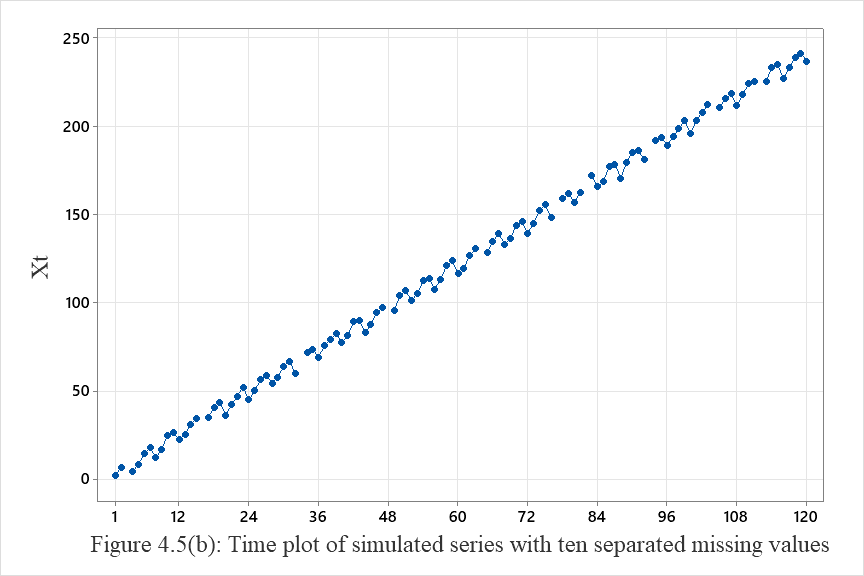 250
200
150
100
50
0
Xt
1 12 24 36 48 60 72 84 96 108 120
Figure 4.5(b): Time plot of simulated series with ten separated missing values